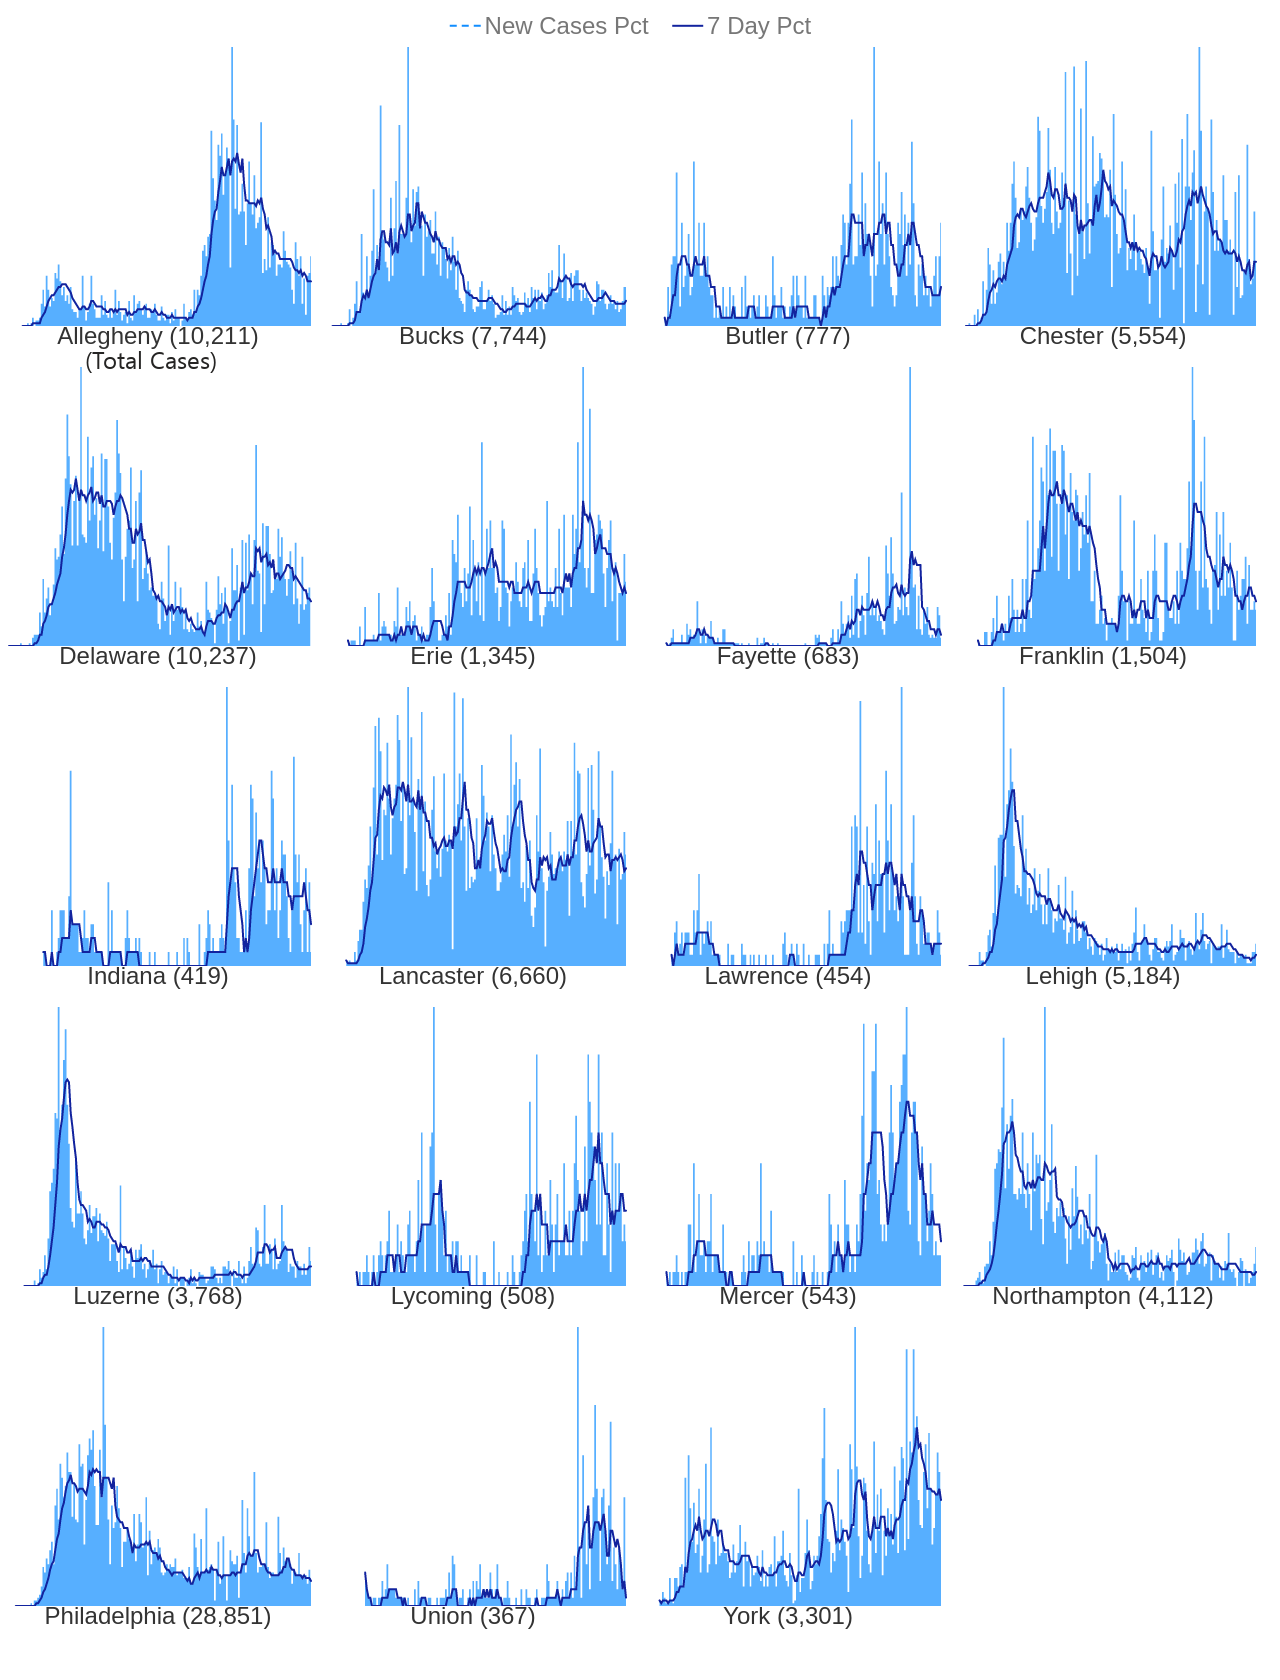 New Cases Pct 7 Day Pct
Allegheny (10,211)
(Total Cases)
Bucks (7,744)
Butler (777)
Chester (5,554)
Delaware (10,237)
Erie (1,345)
Fayette (683)
Franklin (1,504)
Indiana (419)
Lancaster (6,660)
Lawrence (454)
Lehigh (5,184)
Luzerne (3,768)
Lycoming (508)
Mercer (543)
Northampton (4,112)
Philadelphia (28,851)
Union (367)
York (3,301)